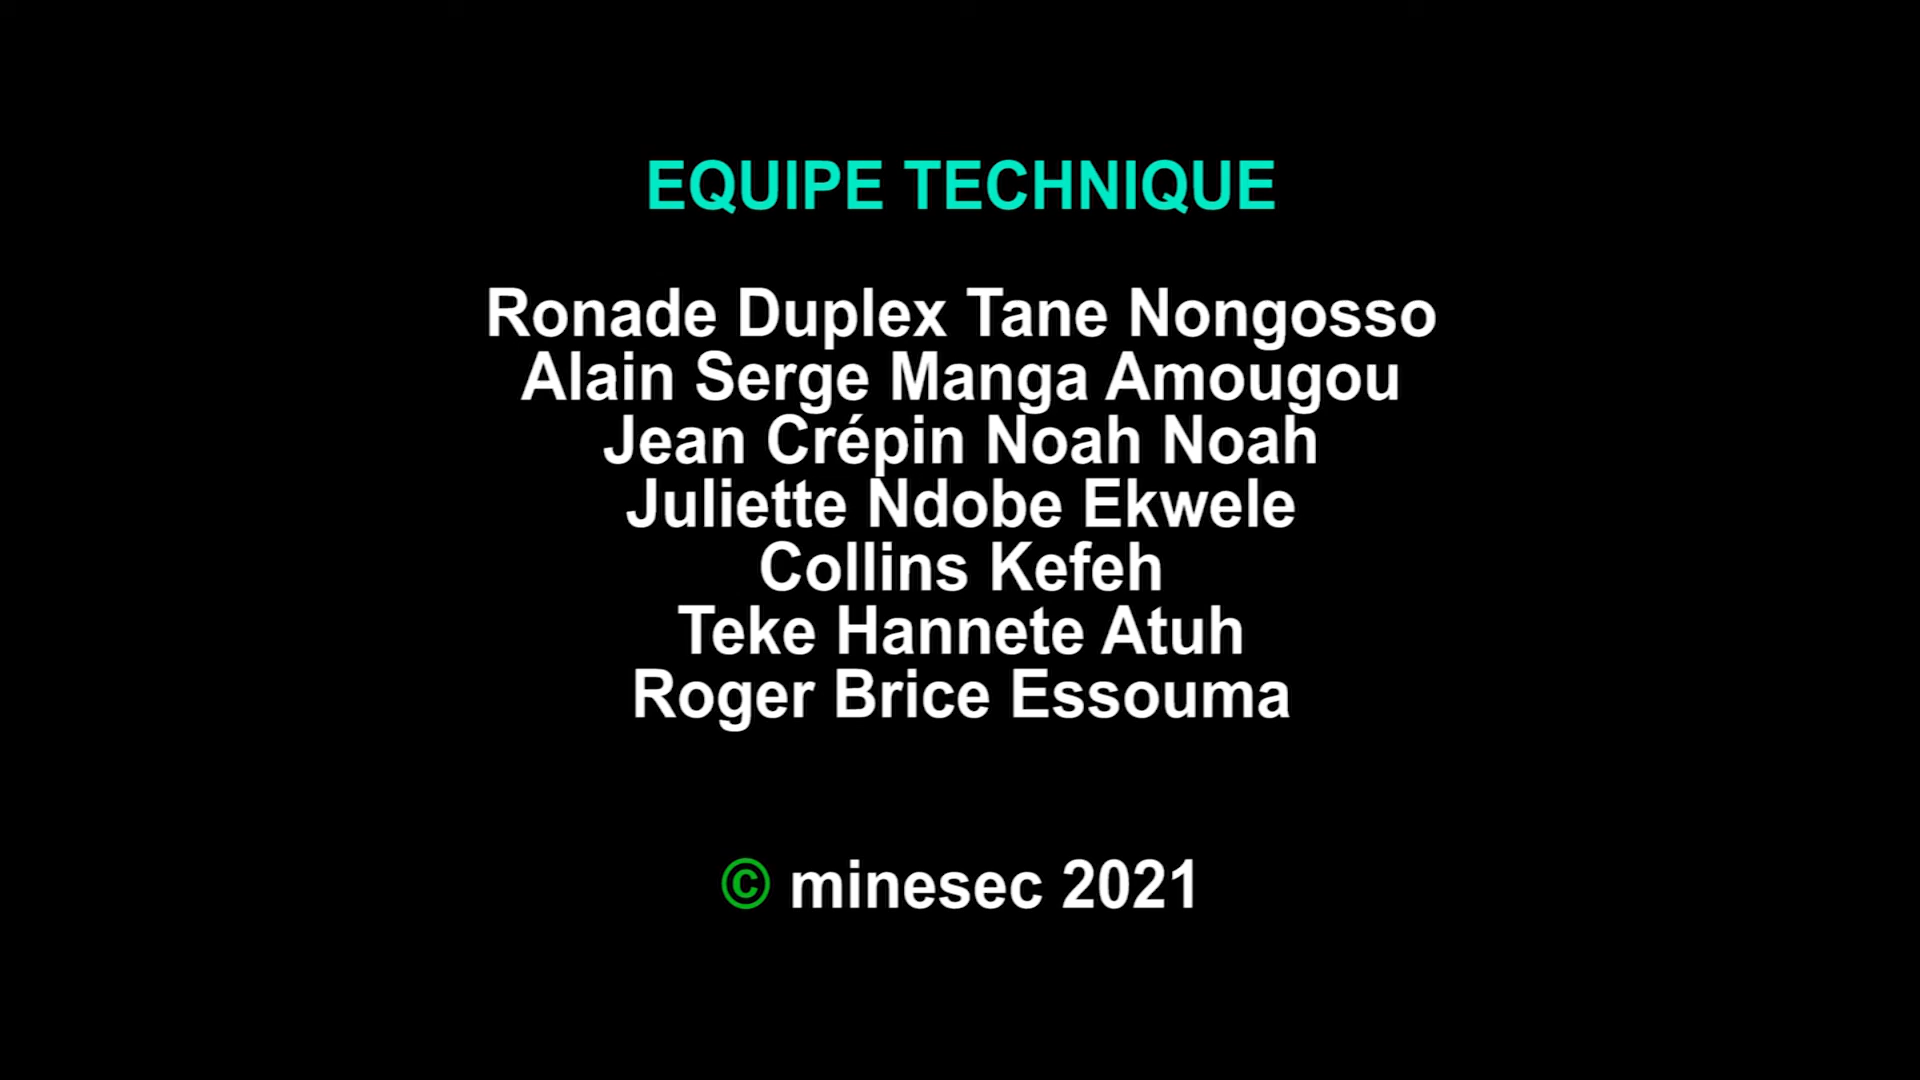 EQUIPE TECHNIQUE
Ronade Duplex Tane Nongosso
Alain Serge Manga Amougou
Jean Crépin Noah Noah
Juliette Ndobe Ekwele
Collins Kefeh
Teke Hannete Atuh
Roger Brice Essouma
© minesec 2021